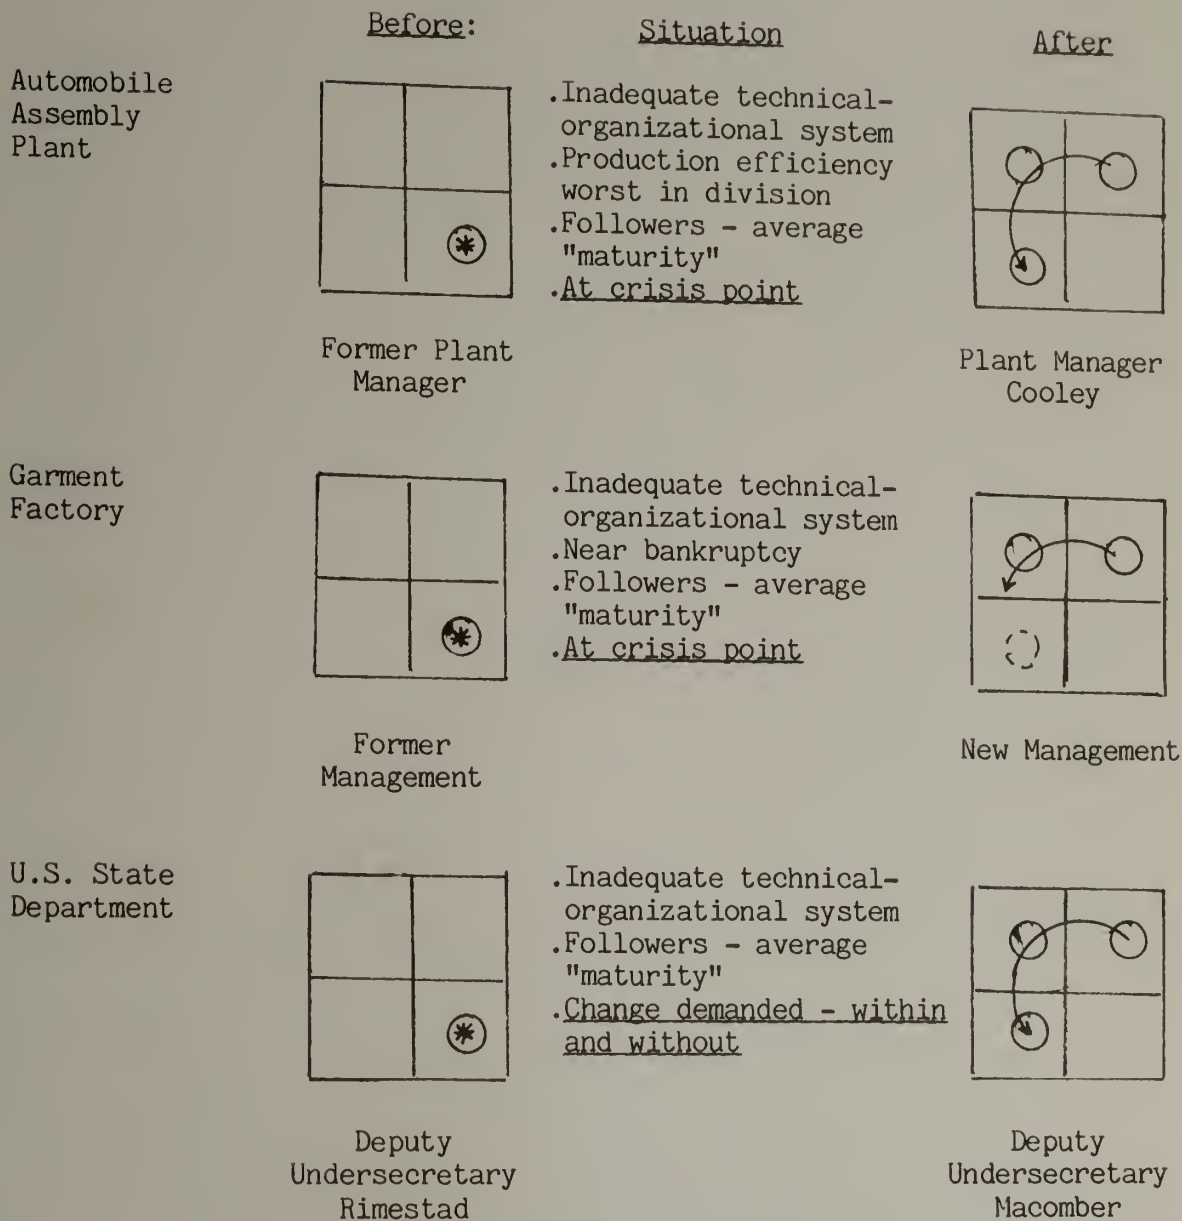 Before:
Situation
After
Automobile
Assembly
Plant
.Inadequate technical-
organizational system
.Production efficiency
worst in division
.Followers - average
"maturity"
.At crisis point
Former Plant
Manager
Plant Manager
Cooley
Garment
Factory
.Inadequate technical-
organizational system
.Near bankruptcy
.Followers - average
"maturity"
.At crisis point
Former
Management
New Management
U.S. State
Department
.Inadequate technical-
organizational system
.Followers - average
"maturity"
.Change demanded - within
and without
Deputy
Undersecretary
Rimestad
Deputy
Undersecretary
Macomber